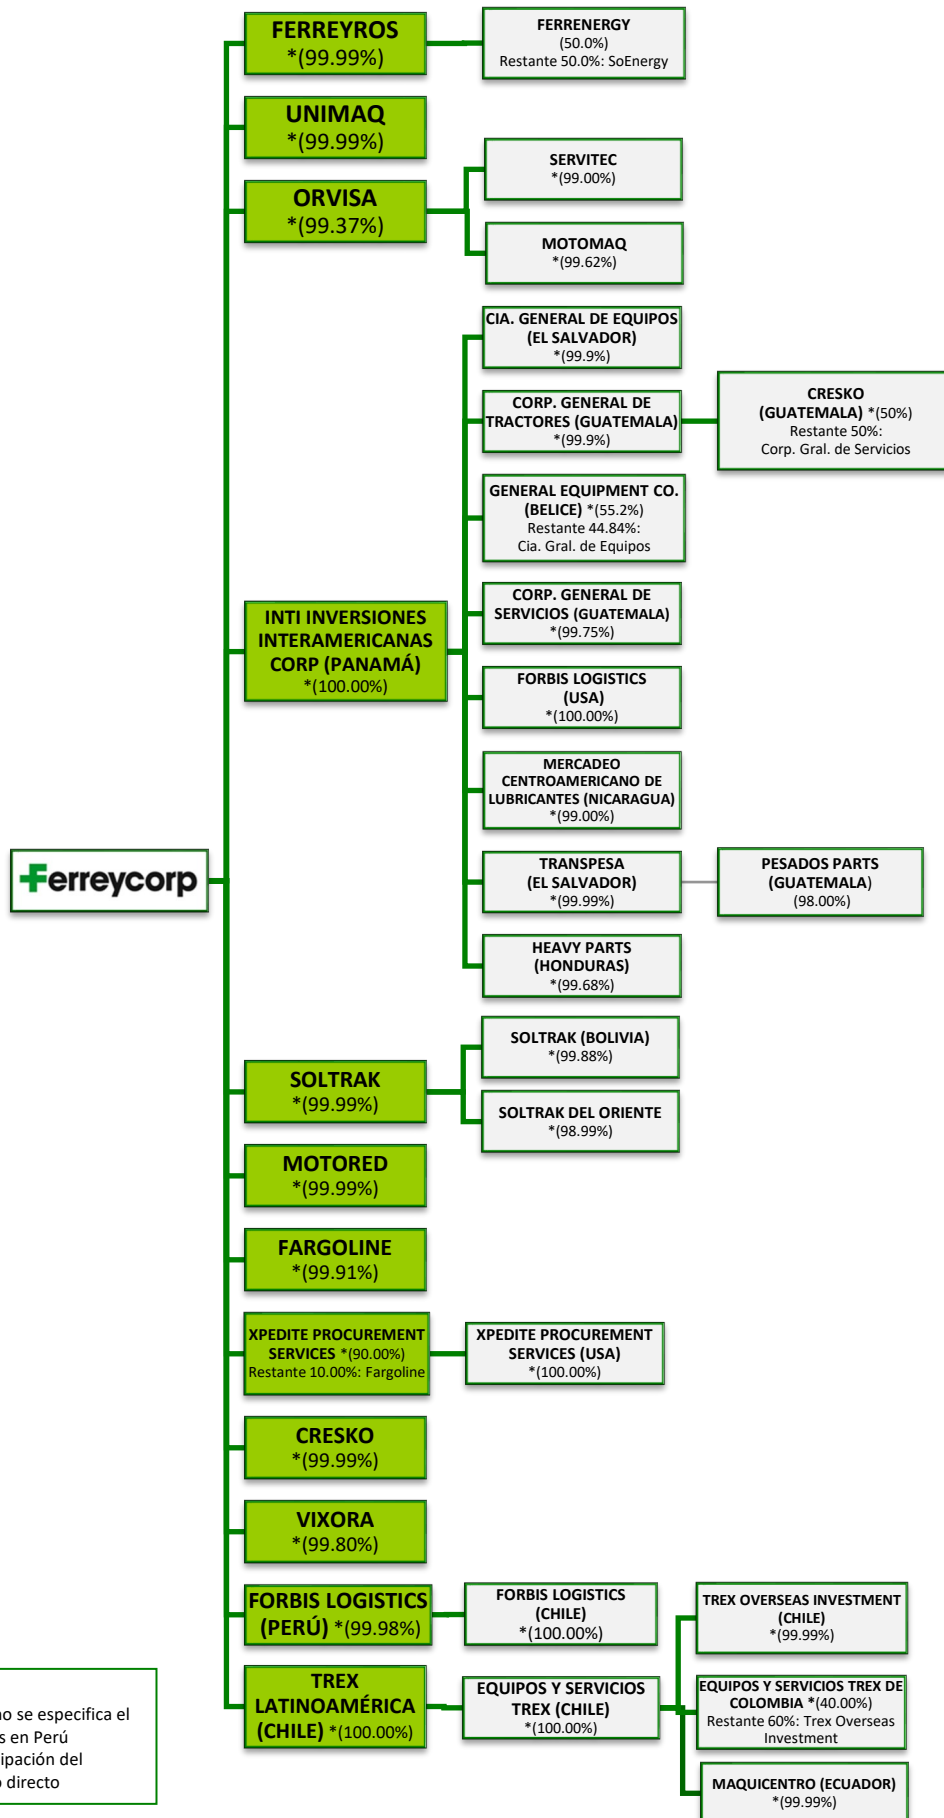 FERREYROS
*(99.99%)
FERRENERGY
(50.0%)
Restante 50.0%: SoEnergy
UNIMAQ
*(99.99%)
ORVISA
*(99.37%)
SERVITEC
*(99.00%)
MOTOMAQ
*(99.62%)
CIA. GENERAL DE EQUIPOS
(EL SALVADOR)
*(99.9%)
CORP. GENERAL DE
TRACTORES (GUATEMALA)
*(99.9%)
CRESKO
(GUATEMALA) *(50%)
Restante 50%:
Corp. Gral. de Servicios
GENERAL EQUIPMENT CO.
(BELICE) *(55.2%)
Restante 44.84%:
Cia. Gral. de Equipos
INTI INVERSIONES
INTERAMERICANAS
CORP (PANAMÁ)
*(100.00%)
CORP. GENERAL DE
SERVICIOS (GUATEMALA)
*(99.75%)
FORBIS LOGISTICS
(USA)
*(100.00%)
MERCADEO
CENTROAMERICANO DE
LUBRICANTES (NICARAGUA)
*(99.00%)
Ferreycorp
TRANSPESA
(EL SALVADOR)
*(99.99%)
PESADOS PARTS
(GUATEMALA)
(98.00%)
HEAVY PARTS
(HONDURAS)
*(99.68%)
SOLTRAK
*(99.99%)
SOLTRAK (BOLIVIA)
*(99.88%)
SOLTRAK DEL ORIENTE
*(98.99%)
MOTORED
*(99.99%)
FARGOLINE
*(99.91%)
XPEDITE PROCUREMENT
SERVICES *(90.00%)
Restante 10.00%: Fargoline
XPEDITE PROCUREMENT
SERVICES (USA)
*(100.00%)
CRESKO
*(99.99%)
VIXORA
*(99.80%)
FORBIS LOGISTICS
(PERÚ) *(99.98%)
FORBIS LOGISTICS
(CHILE)
*(100.00%)
TREX
LATINOAMÉRICA
(CHILE) *(100.00%)
EQUIPOS Y SERVICIOS
TREX (CHILE)
*(100.00%)
TREX OVERSEAS INVESTMENT
(CHILE)
*(99.99%)
EQUIPOS Y SERVICIOS TREX DE
COLOMBIA *(40.00%)
Restante 60%: Trex Overseas
Investment
MAQUICENTRO (ECUADOR)
*(99.99%)
no se especifica el
s en Perú
cipación del
o directo